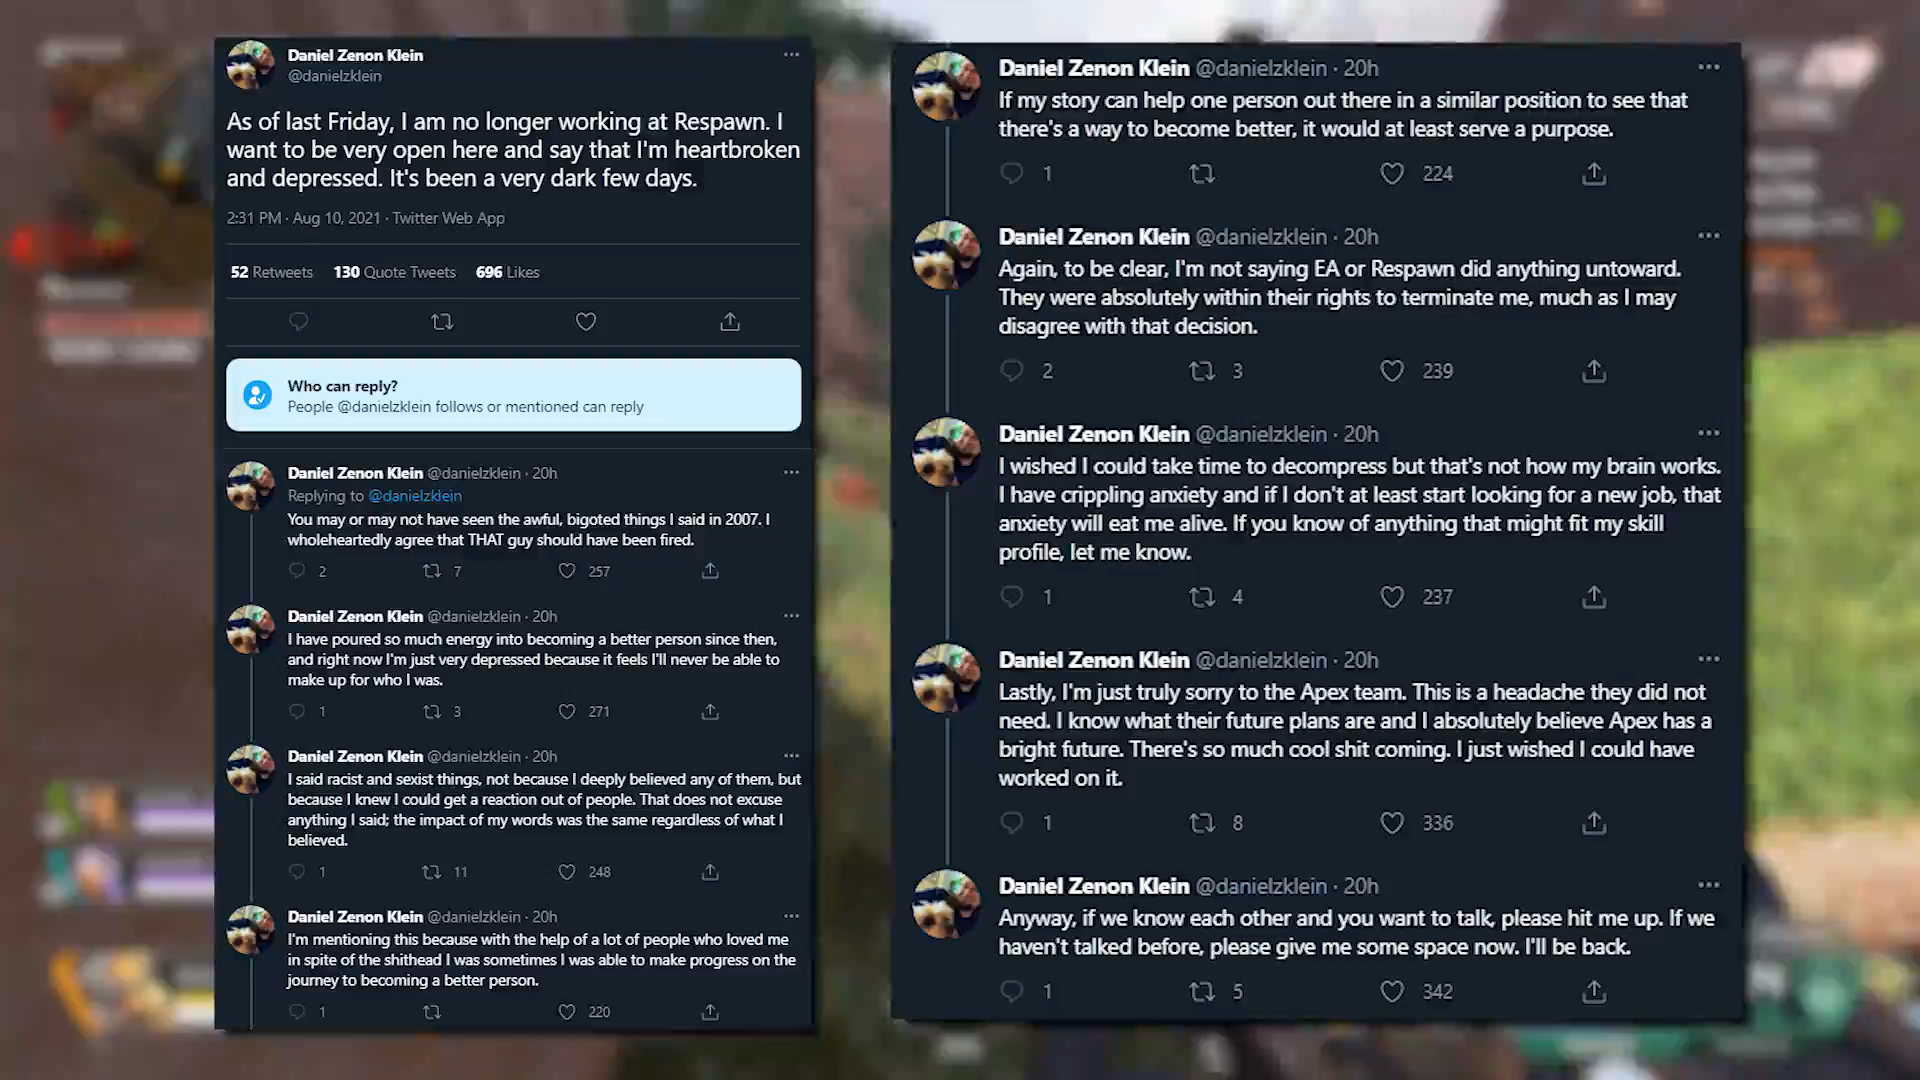 Daniel Zenon Klein
@danielzklein
As of last Friday, I am no longer working at Respawn. I
want to be very open here and say that I'm heartbroken
and depressed. It's been a very dark few days.
2:31 PM · Aug 10, 2021 · Twitter Web App
52 Retweets 130 Quote Tweets 696 Likes
Who can reply?
People @danielzklein follows or mentioned can reply
Daniel Zenon Klein @danielzklein · 20h
Replying to @danielzklein
You may or may not have seen the awful, bigoted things I said in 2007. I
wholeheartedly agree that THAT guy should have been fired.
2 7 257
Daniel Zenon Klein @danielzklein · 20h
I have poured so much energy into becoming a better person since then,
and right now I'm just very depressed because it feels I'll never be able to
make up for who I was.
1 3 271
Daniel Zenon Klein @danielzklein · 20h
I said racist and sexist things, not because I deeply believed any of them, but
because I knew I could get a reaction out of people. That does not excuse
anything I said; the impact of my words was the same regardless of what I
believed.
1 11 248
Daniel Zenon Klein @danielzklein · 20h
I'm mentioning this because with the help of a lot of people who loved me
in spite of the shithead I was sometimes I was able to make progress on the
journey to becoming a better person.
1 220
Daniel Zenon Klein @danielzklein · 20h
If my story can help one person out there in a similar position to see that
there's a way to become better, it would at least serve a purpose.
1 224
Daniel Zenon Klein @danielzklein · 20h
Again, to be clear, I'm not saying EA or Respawn did anything untoward.
They were absolutely within their rights to terminate me, much as I may
disagree with that decision.
2 3 239
Daniel Zenon Klein @danielzklein · 20h
I wished I could take time to decompress but that's not how my brain works.
I have crippling anxiety and if I don't at least start looking for a new job, that
anxiety will eat me alive. If you know of anything that might fit my skill
profile, let me know.
1 4 237
Daniel Zenon Klein @danielzklein · 20h
Lastly, I'm just truly sorry to the Apex team. This is a headache they did not
need. I know what their future plans are and I absolutely believe Apex has a
bright future. There's so much cool shit coming. I just wished I could have
worked on it.
1 8 336
Daniel Zenon Klein @danielzklein · 20h
Anyway, if we know each other and you want to talk, please hit me up. If we
haven't talked before, please give me some space now. I'll be back.
1 5 342